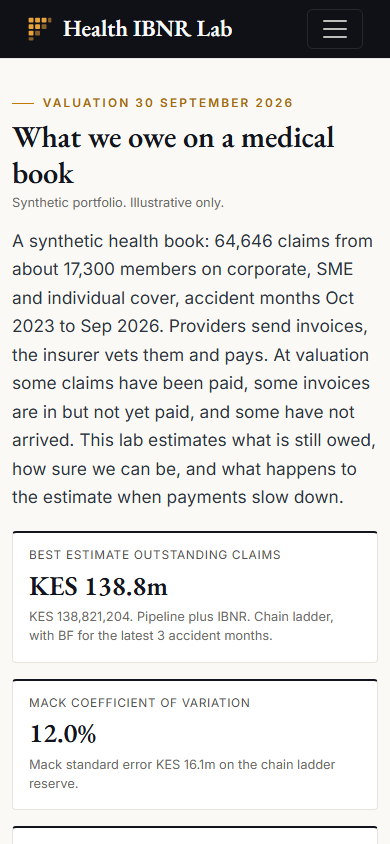 Health IBNR Lab
VALUATION 30 SEPTEMBER 2026
What we owe on a medical
book
Synthetic portfolio. Illustrative only.
A synthetic health book: 64,646 claims from
about 17,300 members on corporate, SME
and individual cover, accident months Oct
2023 to Sep 2026. Providers send invoices,
the insurer vets them and pays. At valuation
some claims have been paid, some invoices
are in but not yet paid, and some have not
arrived. This lab estimates what is still owed,
how sure we can be, and what happens to
the estimate when payments slow down.
BEST ESTIMATE OUTSTANDING CLAIMS
KES 138.8m
KES 138,821,204. Pipeline plus IBNR. Chain ladder,
with BF for the latest 3 accident months.
MACK COEFFICIENT OF VARIATION
12.0%
Mack standard error KES 16.1m on the chain ladder
reserve.